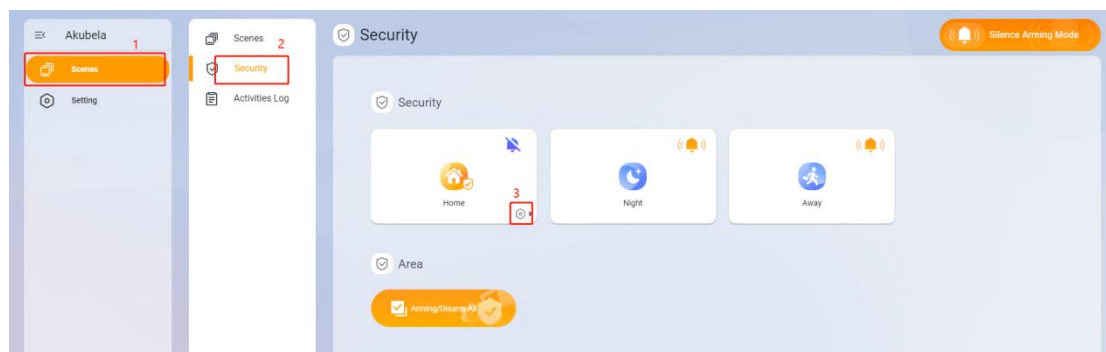 Akubela
1
Scenes
Setting
Scenes
2
Security
Activities Log
Security
Silence Arming Mode
Security
Home
3
Night
Away
Area
Arming/Disarm All